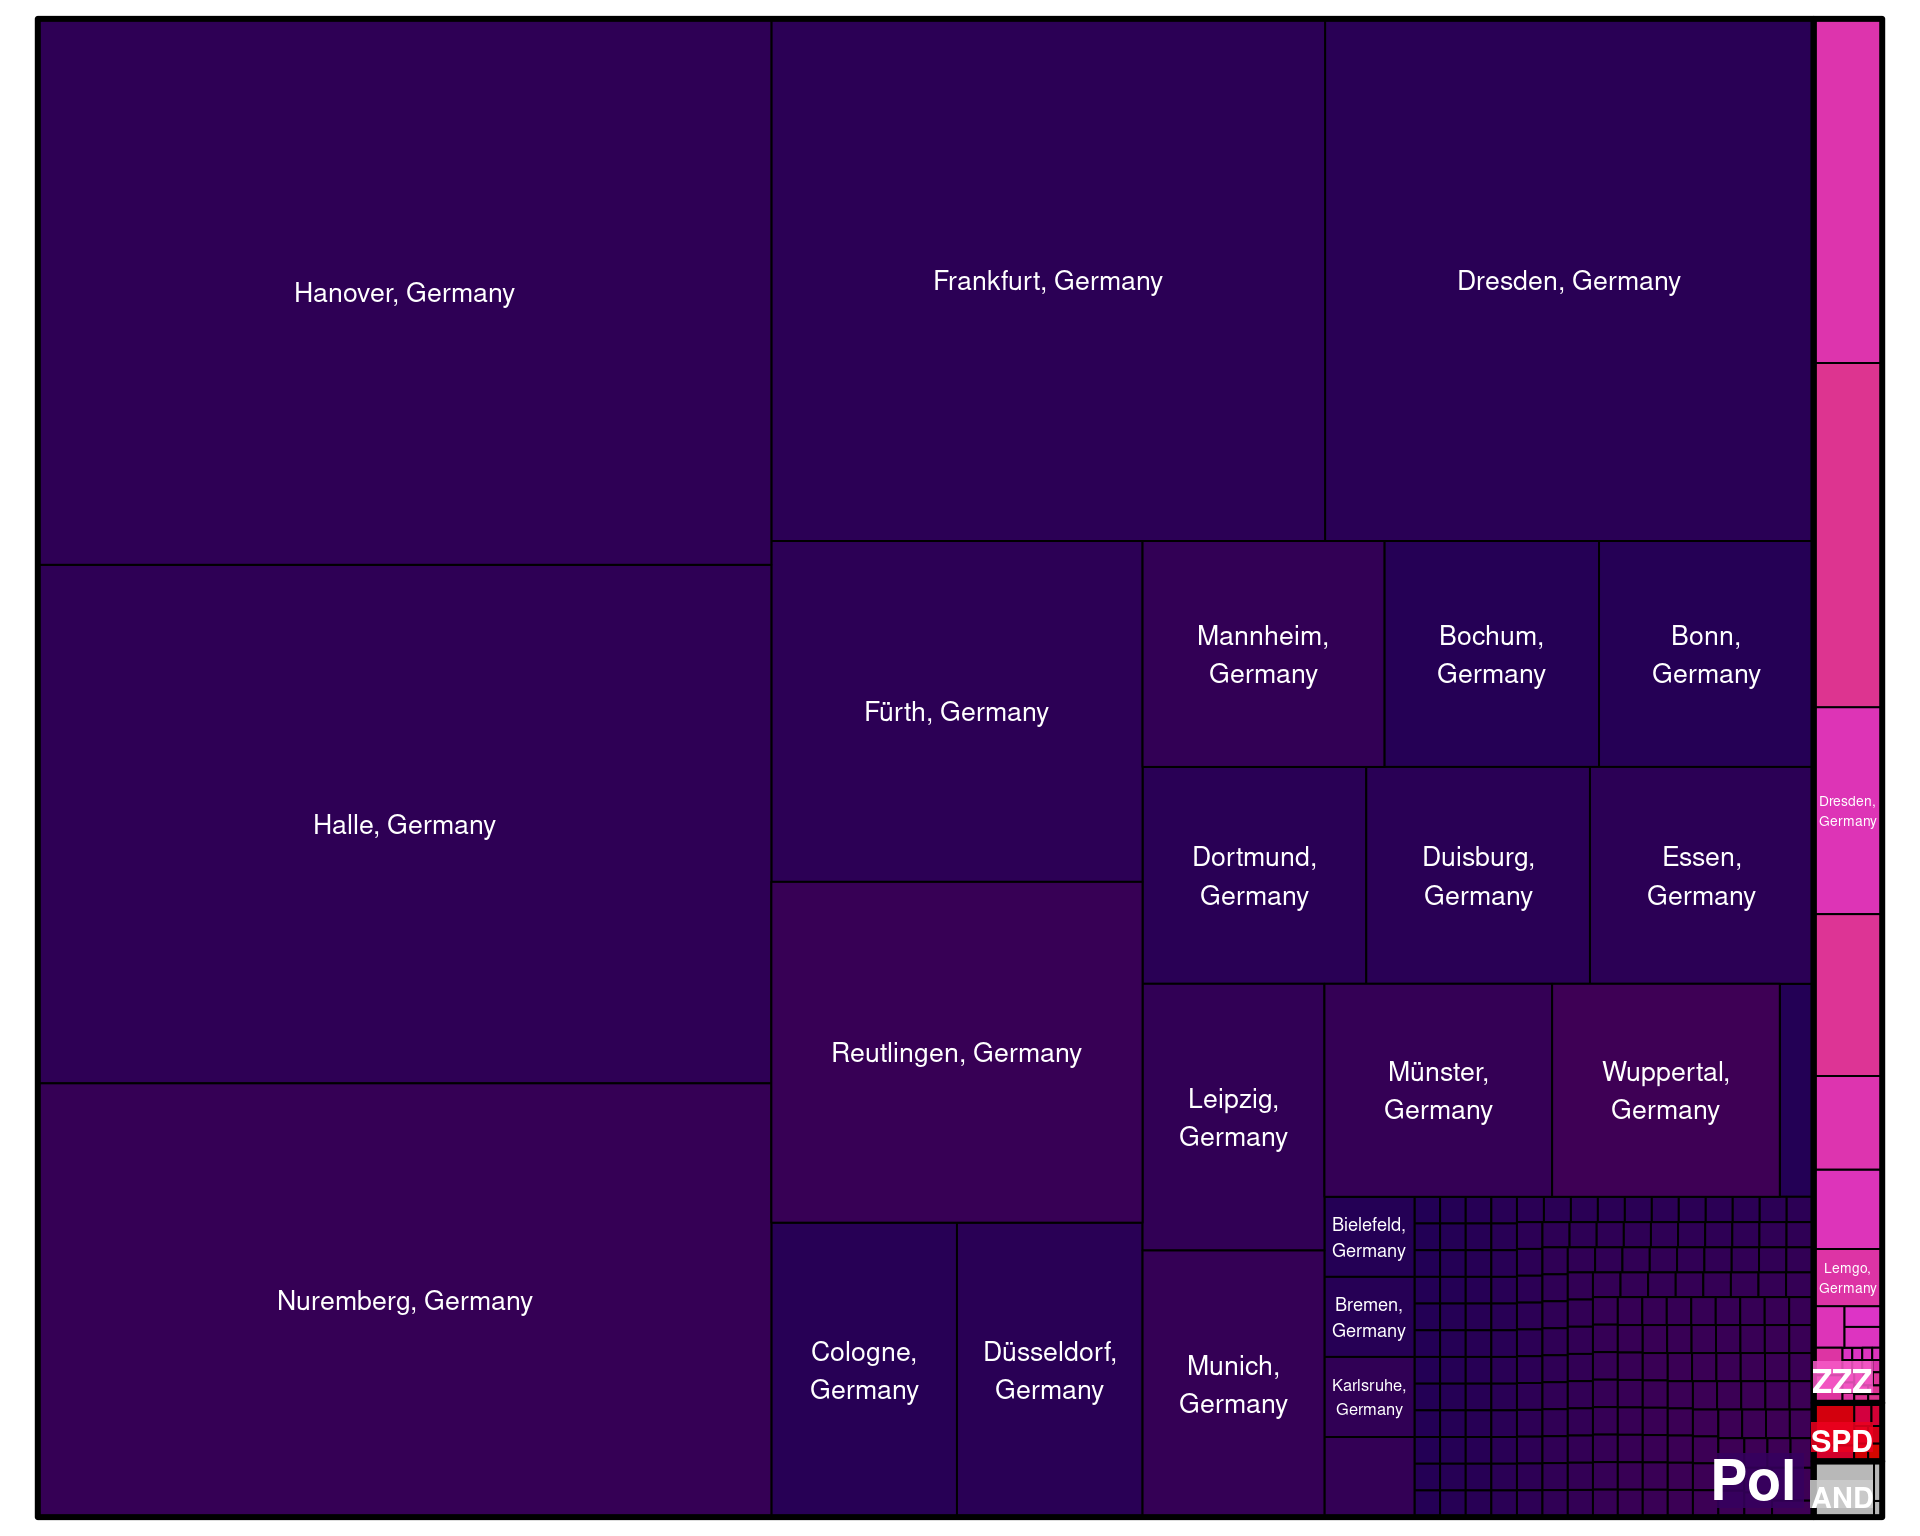 Hanover, Germany
Frankfurt, Germany
Dresden, Germany
Halle, Germany
Nuremberg, Germany
Fürth, Germany
Mannheim,
Germany
Bochum,
Germany
Bonn,
Germany
Dortmund,
Germany
Duisburg,
Germany
Essen,
Germany
Reutlingen, Germany
Leipzig,
Germany
Münster,
Germany
Wuppertal,
Germany
Cologne,
Germany
Düsseldorf,
Germany
Munich,
Germany
Bielefeld,
Germany
Bremen,
Germany
Karlsruhe,
Germany
Pol
Dresden,
Germany
Lemgo,
Germany
ZZZ
SPD
AND